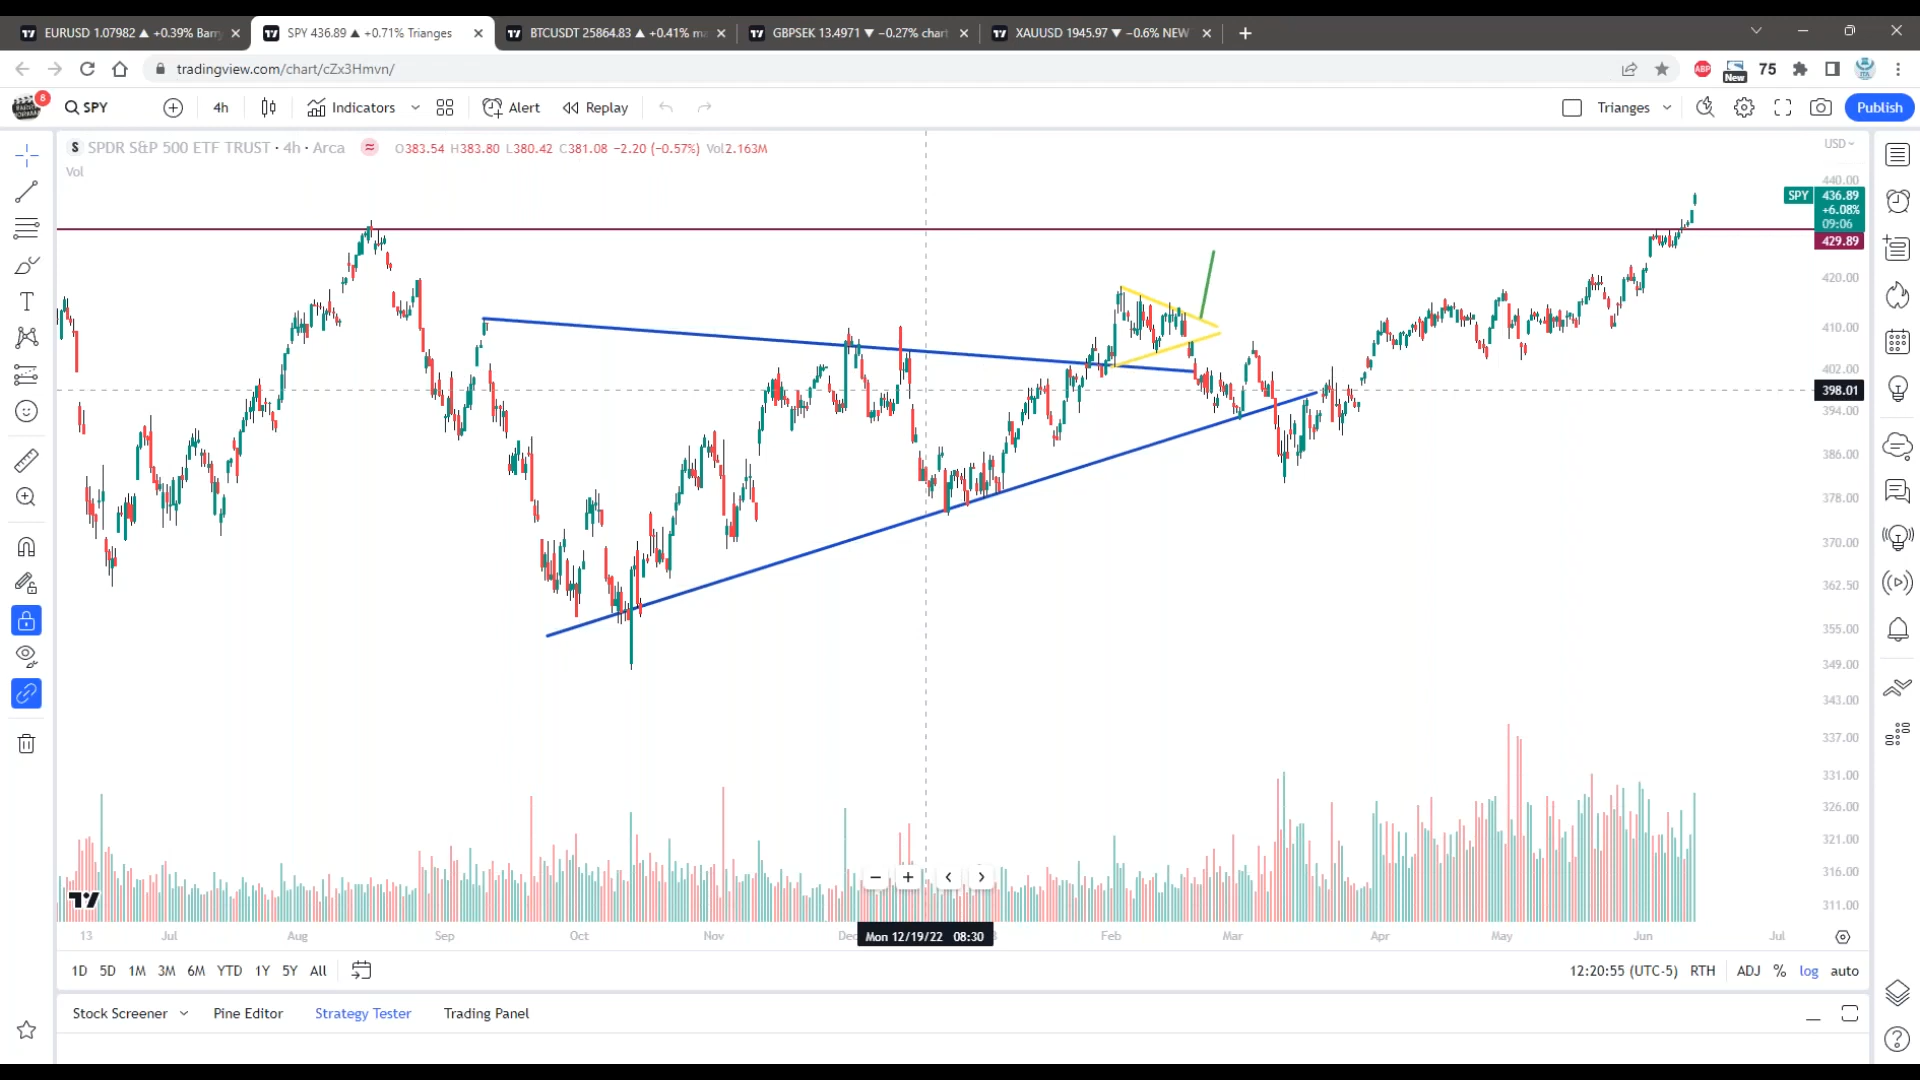 EURUSD 1.07982 ▲ +0.39% Barr
SPY 436.89 ▲ +0.71% Trianges
BTCUSDT 25864.83 ▲ +0.41% m
GBPSEK 13.4971 ▼ −0.27% chart
XAUUSD 1945.97 ▼ −0.6% NEW
tradingview.com/chart/cZx3Hmvn/
ABP
New
75
8
SPY
4h
Indicators
Alert
Replay
Trianges
Publish
S SPDR S&P 500 ETF TRUST · 4h · Arca
O383.54 H383.80 L380.42 C381.08 −2.20 (−0.57%) Vol2.163M
USD
Vol
440.00
SPY 436.89
+6.08%
09:06
429.89
420.00
410.00
402.00
398.01
394.00
386.00
378.00
370.00
362.50
355.00
349.00
343.00
337.00
331.00
326.00
321.00
316.00
311.00
13 Jul Aug Sep Oct Nov Dec Mon 12/19/22 08:30 Feb Mar Apr May Jun Jul
1D 5D 1M 3M 6M YTD 1Y 5Y All
12:20:55 (UTC-5) RTH ADJ % log auto
Stock Screener Pine Editor Strategy Tester Trading Panel